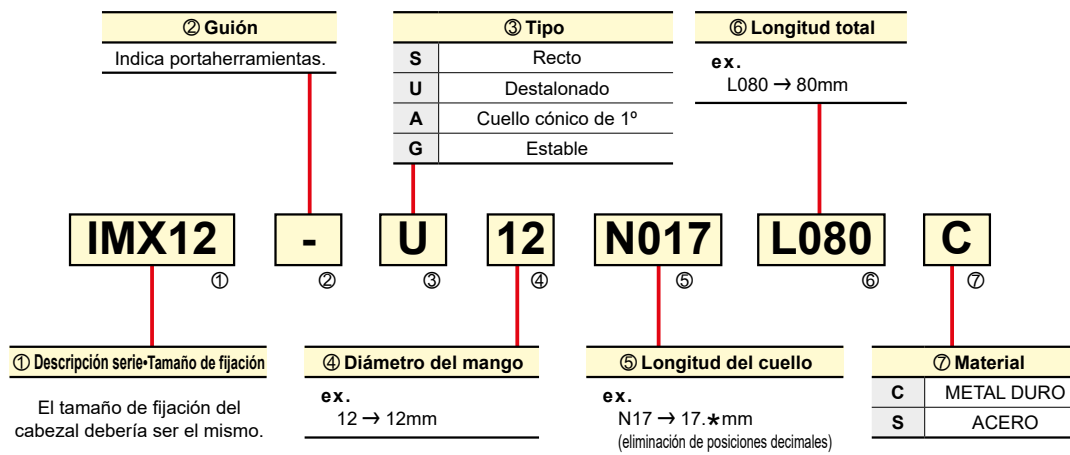 ② Guión
Indica portaherramientas.
③ Tipo
S Recto
U Destalonado
A Cuello cónico de 1º
G Estable
⑥ Longitud total
ex.
L080 → 80mm
IMX12 - U 12 N017 L080 C
① ② ③ ④ ⑤ ⑥ ⑦
① Descripción serie•Tamaño de fijación
El tamaño de fijación del
cabezal debería ser el mismo.
④ Diámetro del mango
ex.
12 → 12mm
⑤ Longitud del cuello
ex.
N17 → 17.*mm
(eliminación de posiciones decimales)
⑦ Material
C METAL DURO
S ACERO